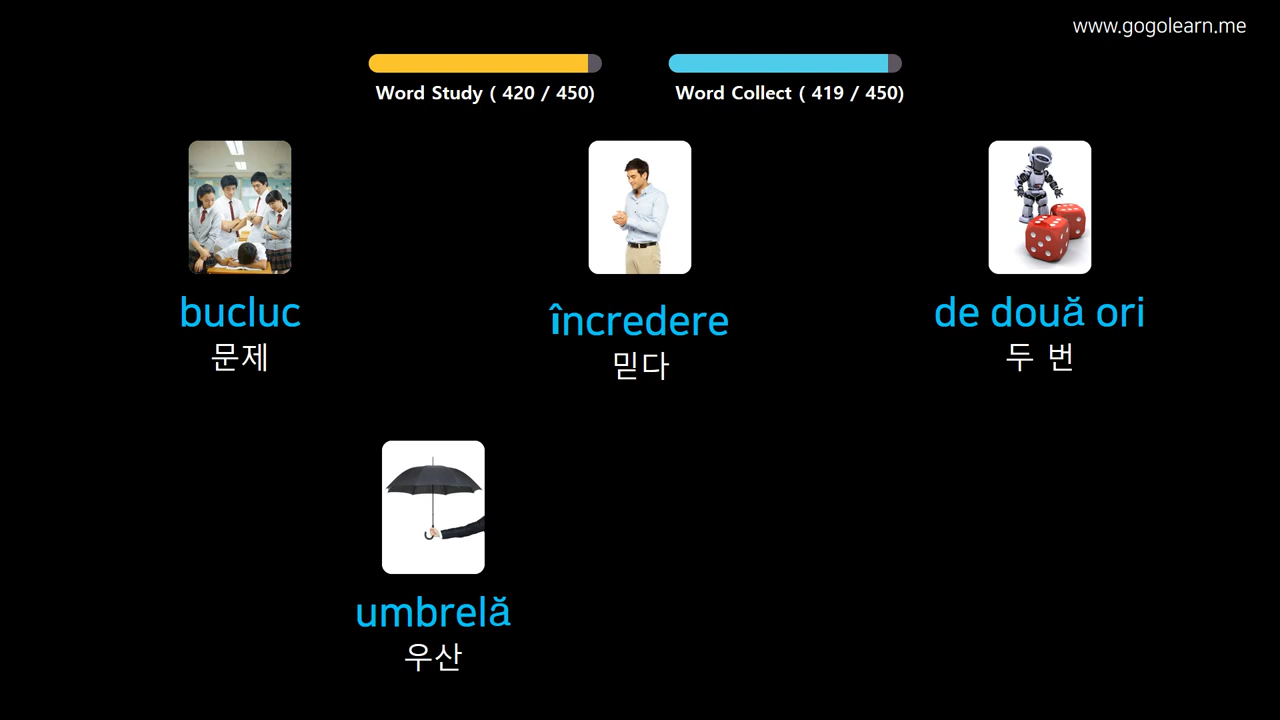 www.gogolearn.me
Word Study ( 420 / 450)
Word Collect ( 419 / 450)
bucluc
문제
încredere
믿다
de două ori
두 번
umbrelă
우산